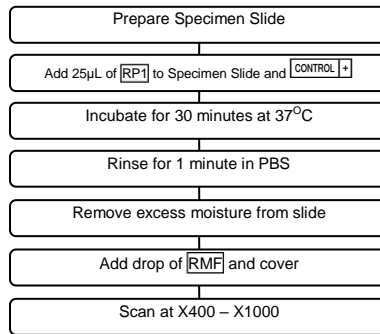 Prepare Specimen Slide
Add 25µL of RP1 to Specimen Slide and CONTROL +
Incubate for 30 minutes at 37ᴼC
Rinse for 1 minute in PBS
Remove excess moisture from slide
Add drop of RMF and cover
Scan at X400 – X1000